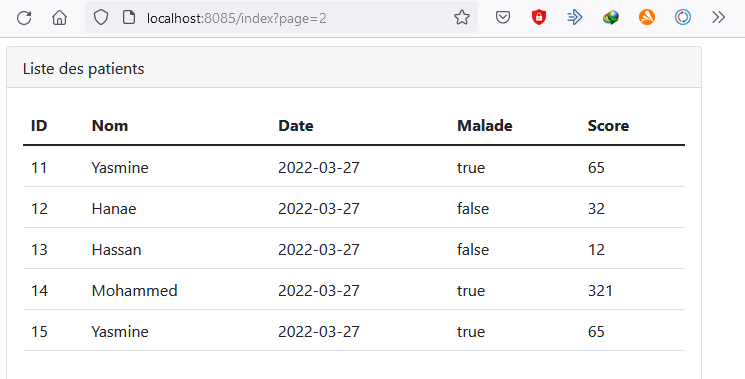 localhost:8085/index?page=2
Liste des patients
ID Nom Date Malade Score
11 Yasmine 2022-03-27 true 65
12 Hanae 2022-03-27 false 32
13 Hassan 2022-03-27 false 12
14 Mohammed 2022-03-27 true 321
15 Yasmine 2022-03-27 true 65